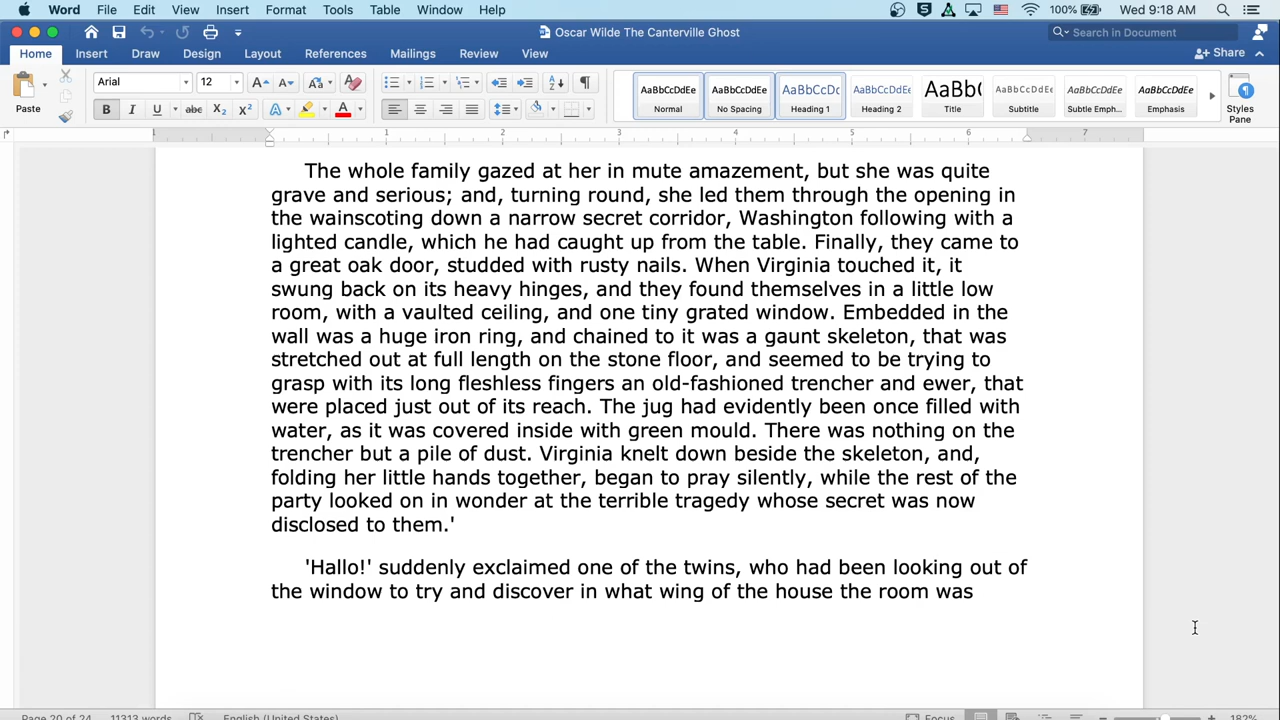 Word File Edit View Insert Format Tools Table Window Help 100% Wed 9:18 AM
Oscar Wilde The Canterville Ghost Search in Document
Home Insert Draw Design Layout References Mailings Review View Share
Paste Arial 12 A A Aa A AaBbCcDdEe AaBbCcDdEe AaBbCcDc AaBbCcDdEe AaBbC AaBbCcDdEe AaBbCcDdEe AaBbCcDdEe
B I U abc X2 X2 A A Normal No Spacing Heading 1 Heading 2 Title Subtitle Subtle Emph... Emphasis Styles Pane
1 1 2 3 4 5 6 7
The whole family gazed at her in mute amazement, but she was quite
grave and serious; and, turning round, she led them through the opening in
the wainscoting down a narrow secret corridor, Washington following with a
lighted candle, which he had caught up from the table. Finally, they came to
a great oak door, studded with rusty nails. When Virginia touched it, it
swung back on its heavy hinges, and they found themselves in a little low
room, with a vaulted ceiling, and one tiny grated window. Embedded in the
wall was a huge iron ring, and chained to it was a gaunt skeleton, that was
stretched out at full length on the stone floor, and seemed to be trying to
grasp with its long fleshless fingers an old-fashioned trencher and ewer, that
were placed just out of its reach. The jug had evidently been once filled with
water, as it was covered inside with green mould. There was nothing on the
trencher but a pile of dust. Virginia knelt down beside the skeleton, and,
folding her little hands together, began to pray silently, while the rest of the
party looked on in wonder at the terrible tragedy whose secret was now
disclosed to them.'
'Hallo!' suddenly exclaimed one of the twins, who had been looking out of
the window to try and discover in what wing of the house the room was
Page 20 of 24 11313 words English (United States) Focus 182%